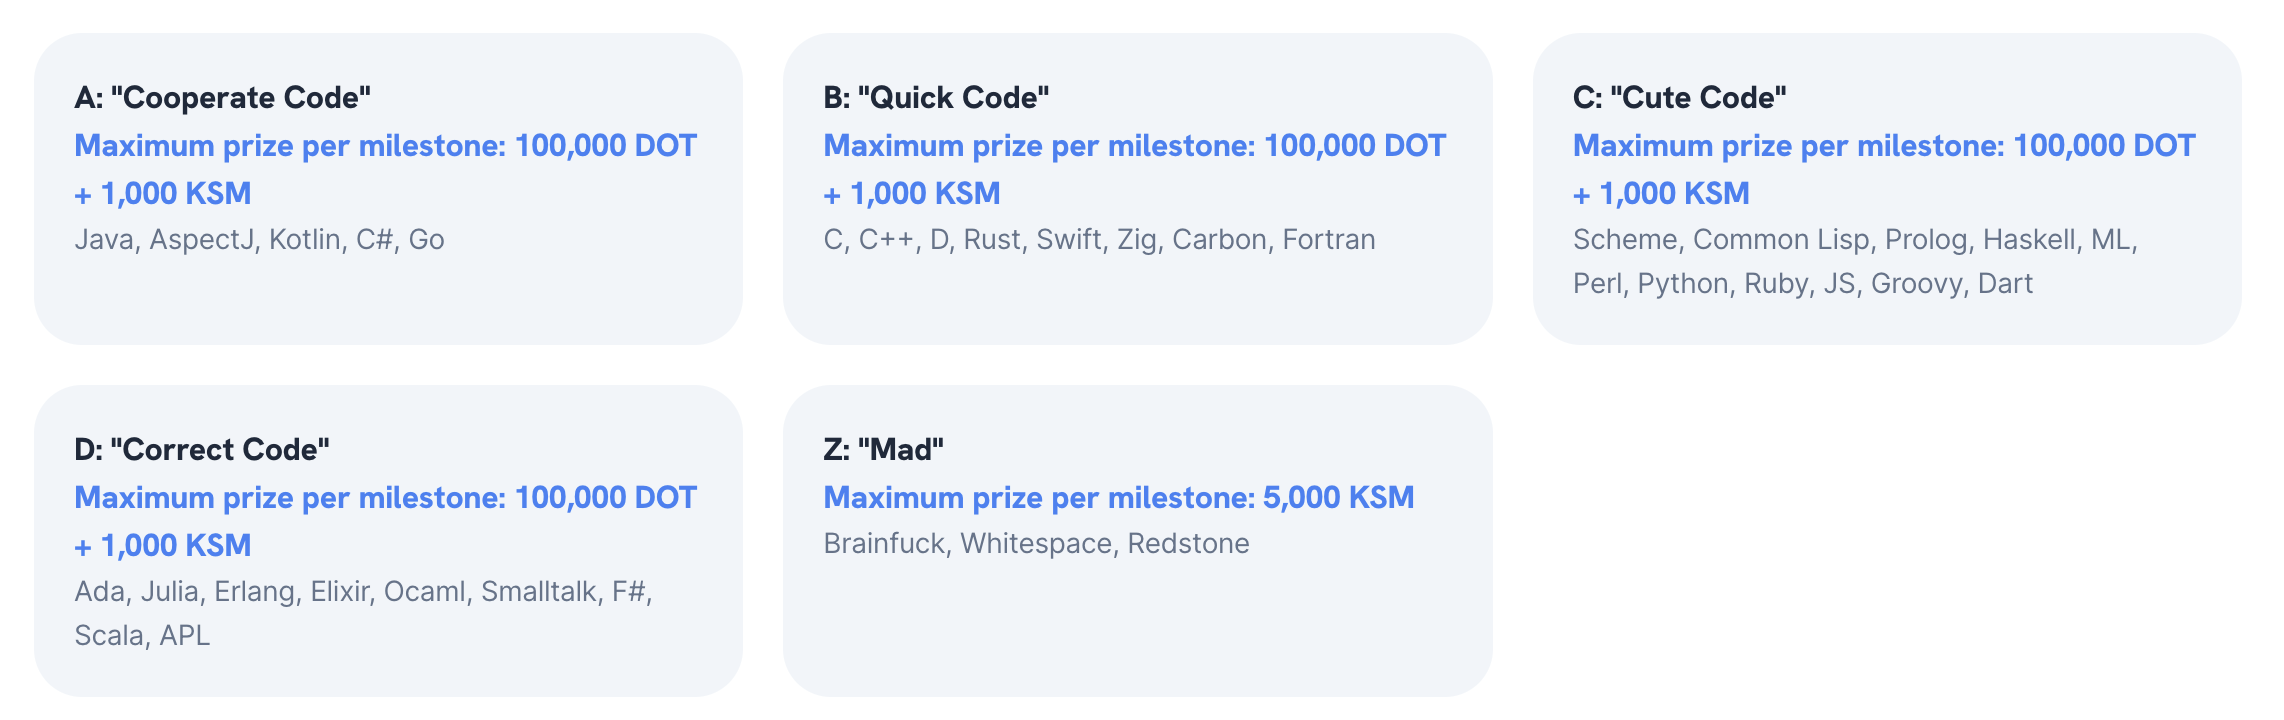 A: "Cooperate Code"
Maximum prize per milestone: 100,000 DOT
+ 1,000 KSM
Java, AspectJ, Kotlin, C#, Go
B: "Quick Code"
Maximum prize per milestone: 100,000 DOT
+ 1,000 KSM
C, C++, D, Rust, Swift, Zig, Carbon, Fortran
C: "Cute Code"
Maximum prize per milestone: 100,000 DOT
+ 1,000 KSM
Scheme, Common Lisp, Prolog, Haskell, ML,
Perl, Python, Ruby, JS, Groovy, Dart
D: "Correct Code"
Maximum prize per milestone: 100,000 DOT
+ 1,000 KSM
Ada, Julia, Erlang, Elixir, Ocaml, Smalltalk, F#,
Scala, APL
Z: "Mad"
Maximum prize per milestone: 5,000 KSM
Brainfuck, Whitespace, Redstone